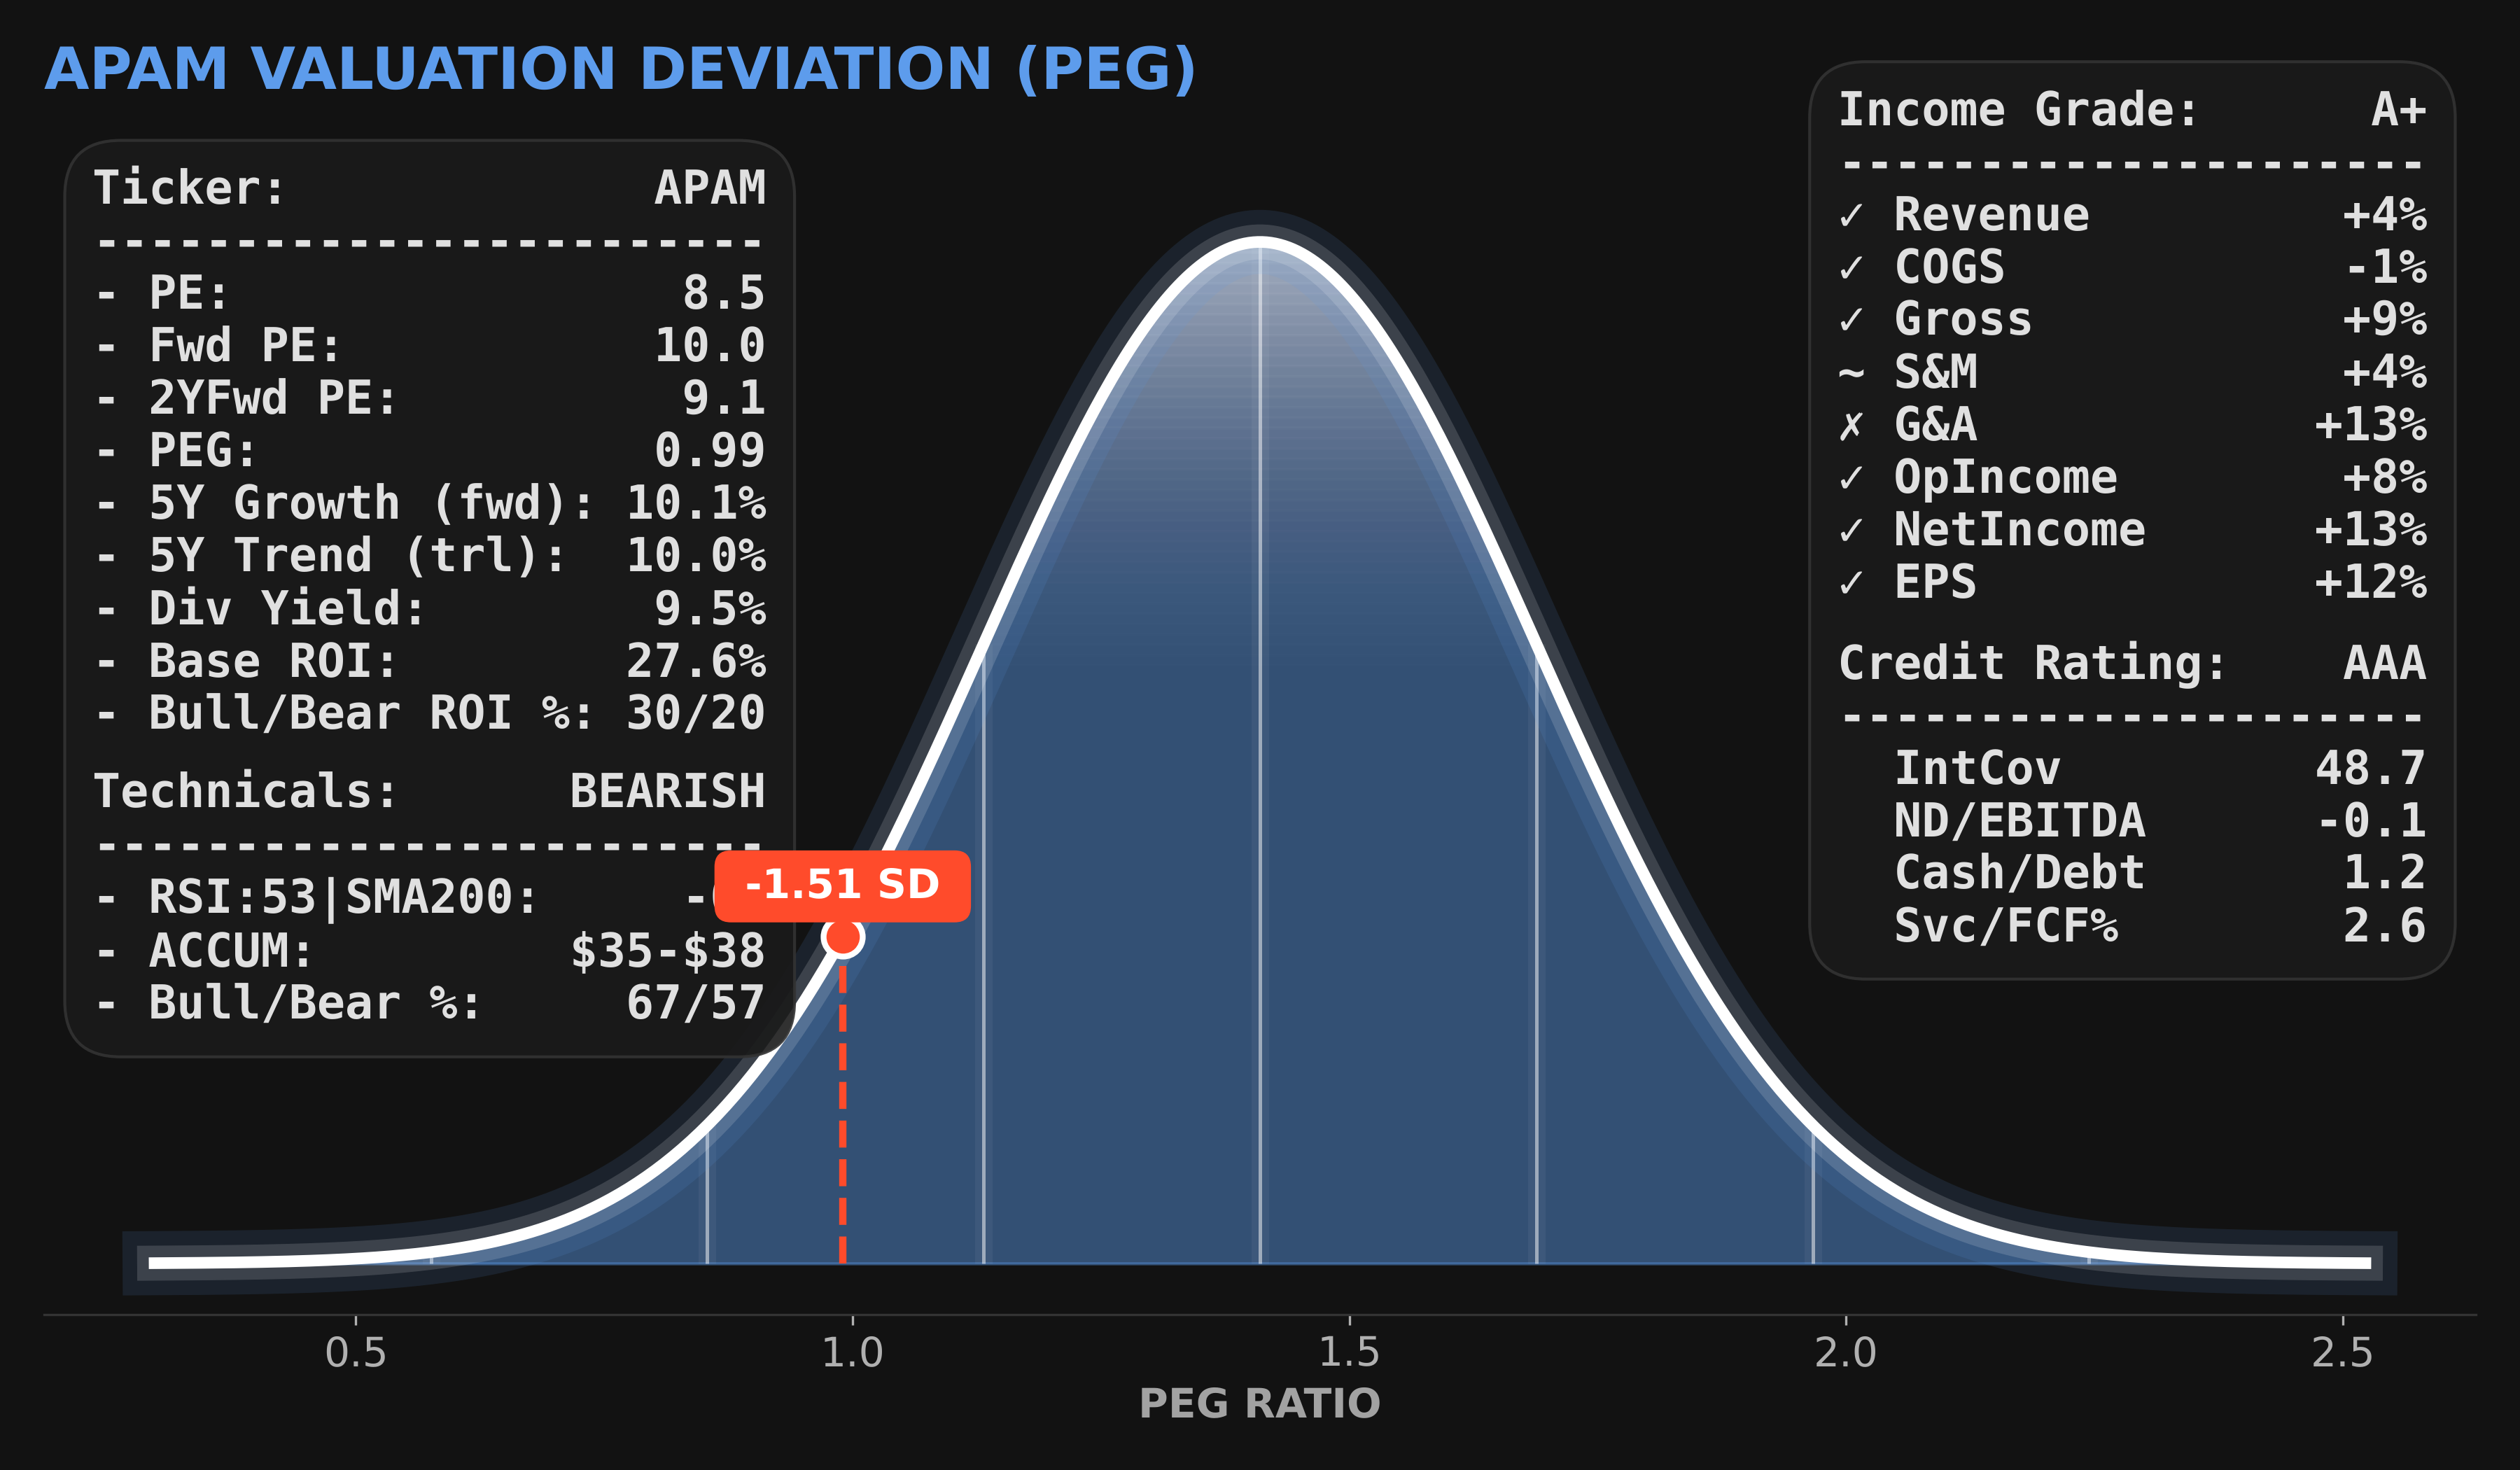 APAM VALUATION DEVIATION (PEG)
Ticker: APAM
--------------------------
- PE: 8.5
- Fwd PE: 10.0
- 2YFwd PE: 9.1
- PEG: 0.99
- 5Y Growth (fwd): 10.1%
- 5Y Trend (trl): 10.0%
- Div Yield: 9.5%
- Base ROI: 27.6%
- Bull/Bear ROI %: 30/20
Technicals: BEARISH
------------------------
- RSI:53|SMA200:
- ACCUM: $35-$38
- Bull/Bear %: 67/57
-1.51 SD
Income Grade: A+
---------------------
✓ Revenue +4%
✓ COGS -1%
✓ Gross +9%
~ S&M +4%
✗ G&A +13%
✓ OpIncome +8%
✓ NetIncome +13%
✓ EPS +12%
Credit Rating: AAA
---------------------
IntCov 48.7
ND/EBITDA -0.1
Cash/Debt 1.2
Svc/FCF% 2.6
0.5 1.0 1.5 2.0 2.5
PEG RATIO